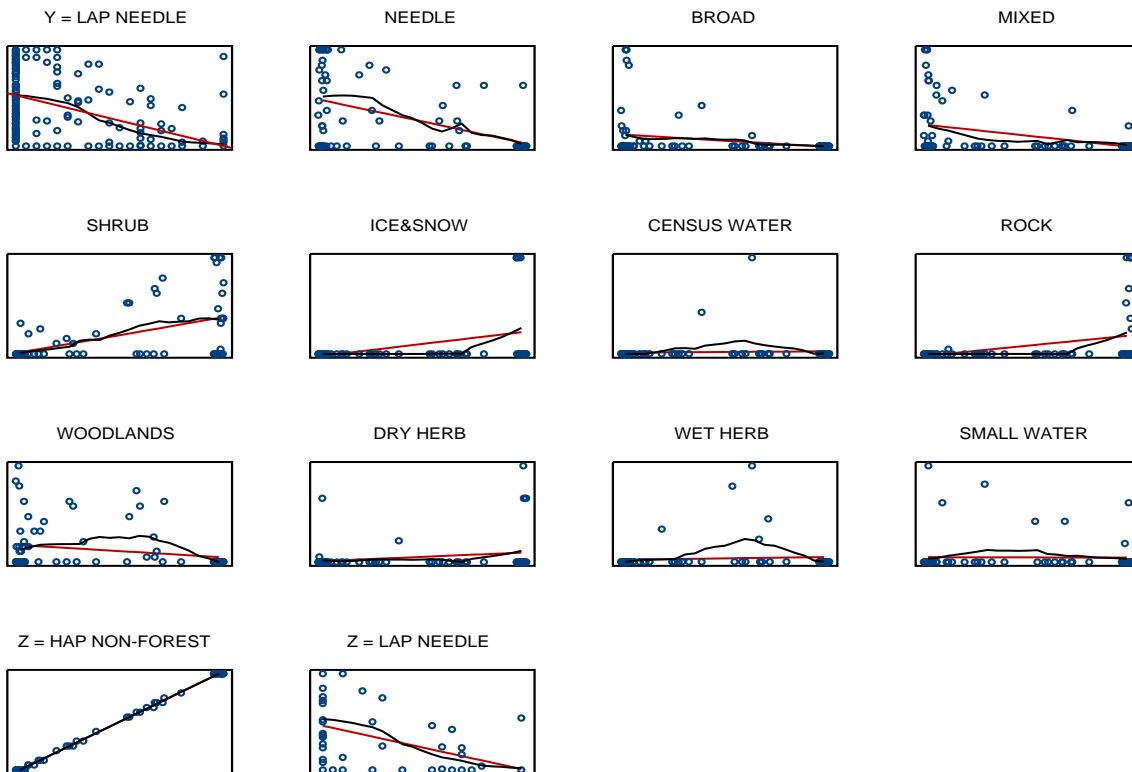 Y = LAP NEEDLE
NEEDLE
BROAD
MIXED
SHRUB
ICE&SNOW
CENSUS WATER
ROCK
WOODLANDS
DRY HERB
WET HERB
SMALL WATER
Z = HAP NON-FOREST
Z = LAP NEEDLE